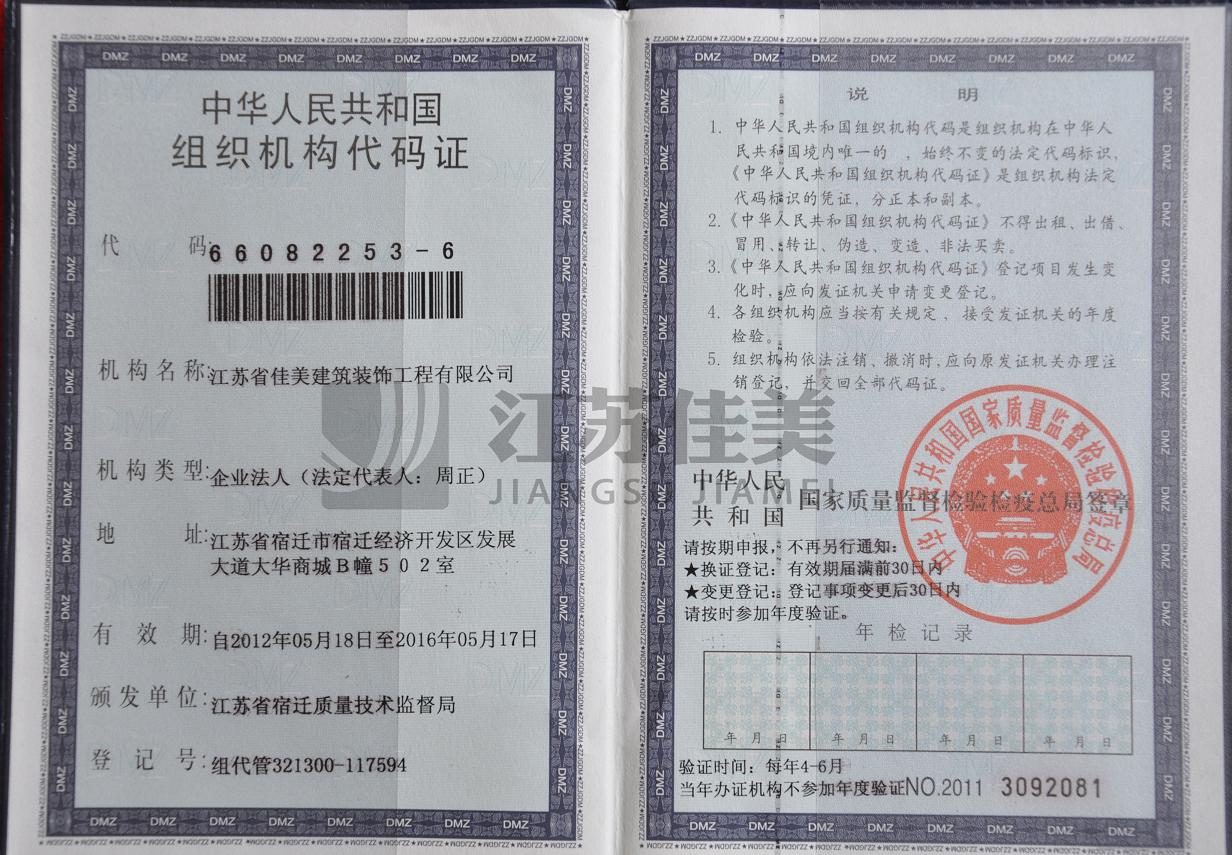 中华人民共和国
组织机构代码证
代 码:66082253-6
机构名称:江苏省佳美建筑装饰工程有限公司
机构类型:企业法人（法定代表人：周正）
地 址:江苏省宿迁市宿迁经济开发区发展
大道大华商城B幢502室
有 效 期:自2012年05月18日至2016年05月17日
颁发单位:江苏省宿迁质量技术监督局
登 记 号:组代管321300-117594
说 明
1. 中华人民共和国组织机构代码是组织机构在中华人
民共和国境内唯一的 、始终不变的法定代码标识，
《中华人民共和国组织机构代码证》是组织机构法定
代码标识的凭证，分正本和副本。
2.《中华人民共和国组织机构代码证》不得出租、出借、
冒用、转让、伪造、变造、非法买卖。
3.《中华人民共和国组织机构代码证》登记项目发生变
化时，应向发证机关申请变更登记。
4. 各组织机构应当按有关规定，接受发证机关的年度
检验。
5. 组织机构依法注销、撤消时，应向原发证机关办理注
销登记，并交回全部代码证。
江苏佳美
JIANGSU JIAMEI
中华人民
共和国
国家质量监督检验检疫总局签章
中华人民共和国国家质量监督检验检疫总局
请按期申报，不再另行通知：
★换证登记：有效期届满前30日内
★变更登记：登记事项变更后30日内
请按时参加年度验证。
年检记录
年 月 日 年 月 日 年 月 日 年 月 日
验证时间：每年4-6月
当年办证机构不参加年度验证NO.2011 3092081